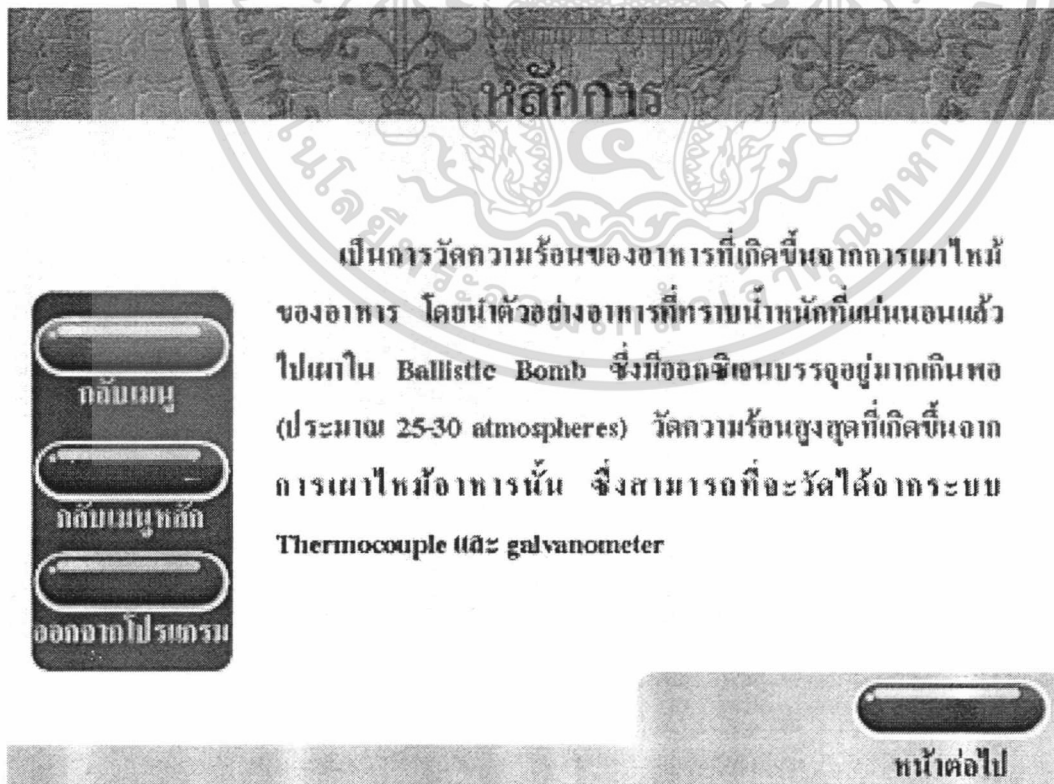 หลักการ
เป็นการวัดความร้อนของอาหารที่เกิดขึ้นจากการเผาไหม้
ของอาหาร โดยนำตัวอย่างอาหารที่ทราบน้ำหนักที่แน่นนอนแล้ว
ไปเผาใน Ballistic Bomb ซึ่งมีออกซิเจนบรรจุอยู่มากเกินพอ
(ประมาณ 25-30 atmospheres) วัดความร้อนสูงสุดที่เกิดขึ้นจาก
การเผาไหม้อาหารนั้น ซึ่งสามารถที่จะวัดได้จากระบบ
Thermocouple และ galvanometer
กลับเมนู
กลับเมนูหลัก
ออกจากโปรแกรม
หน้าต่อไป